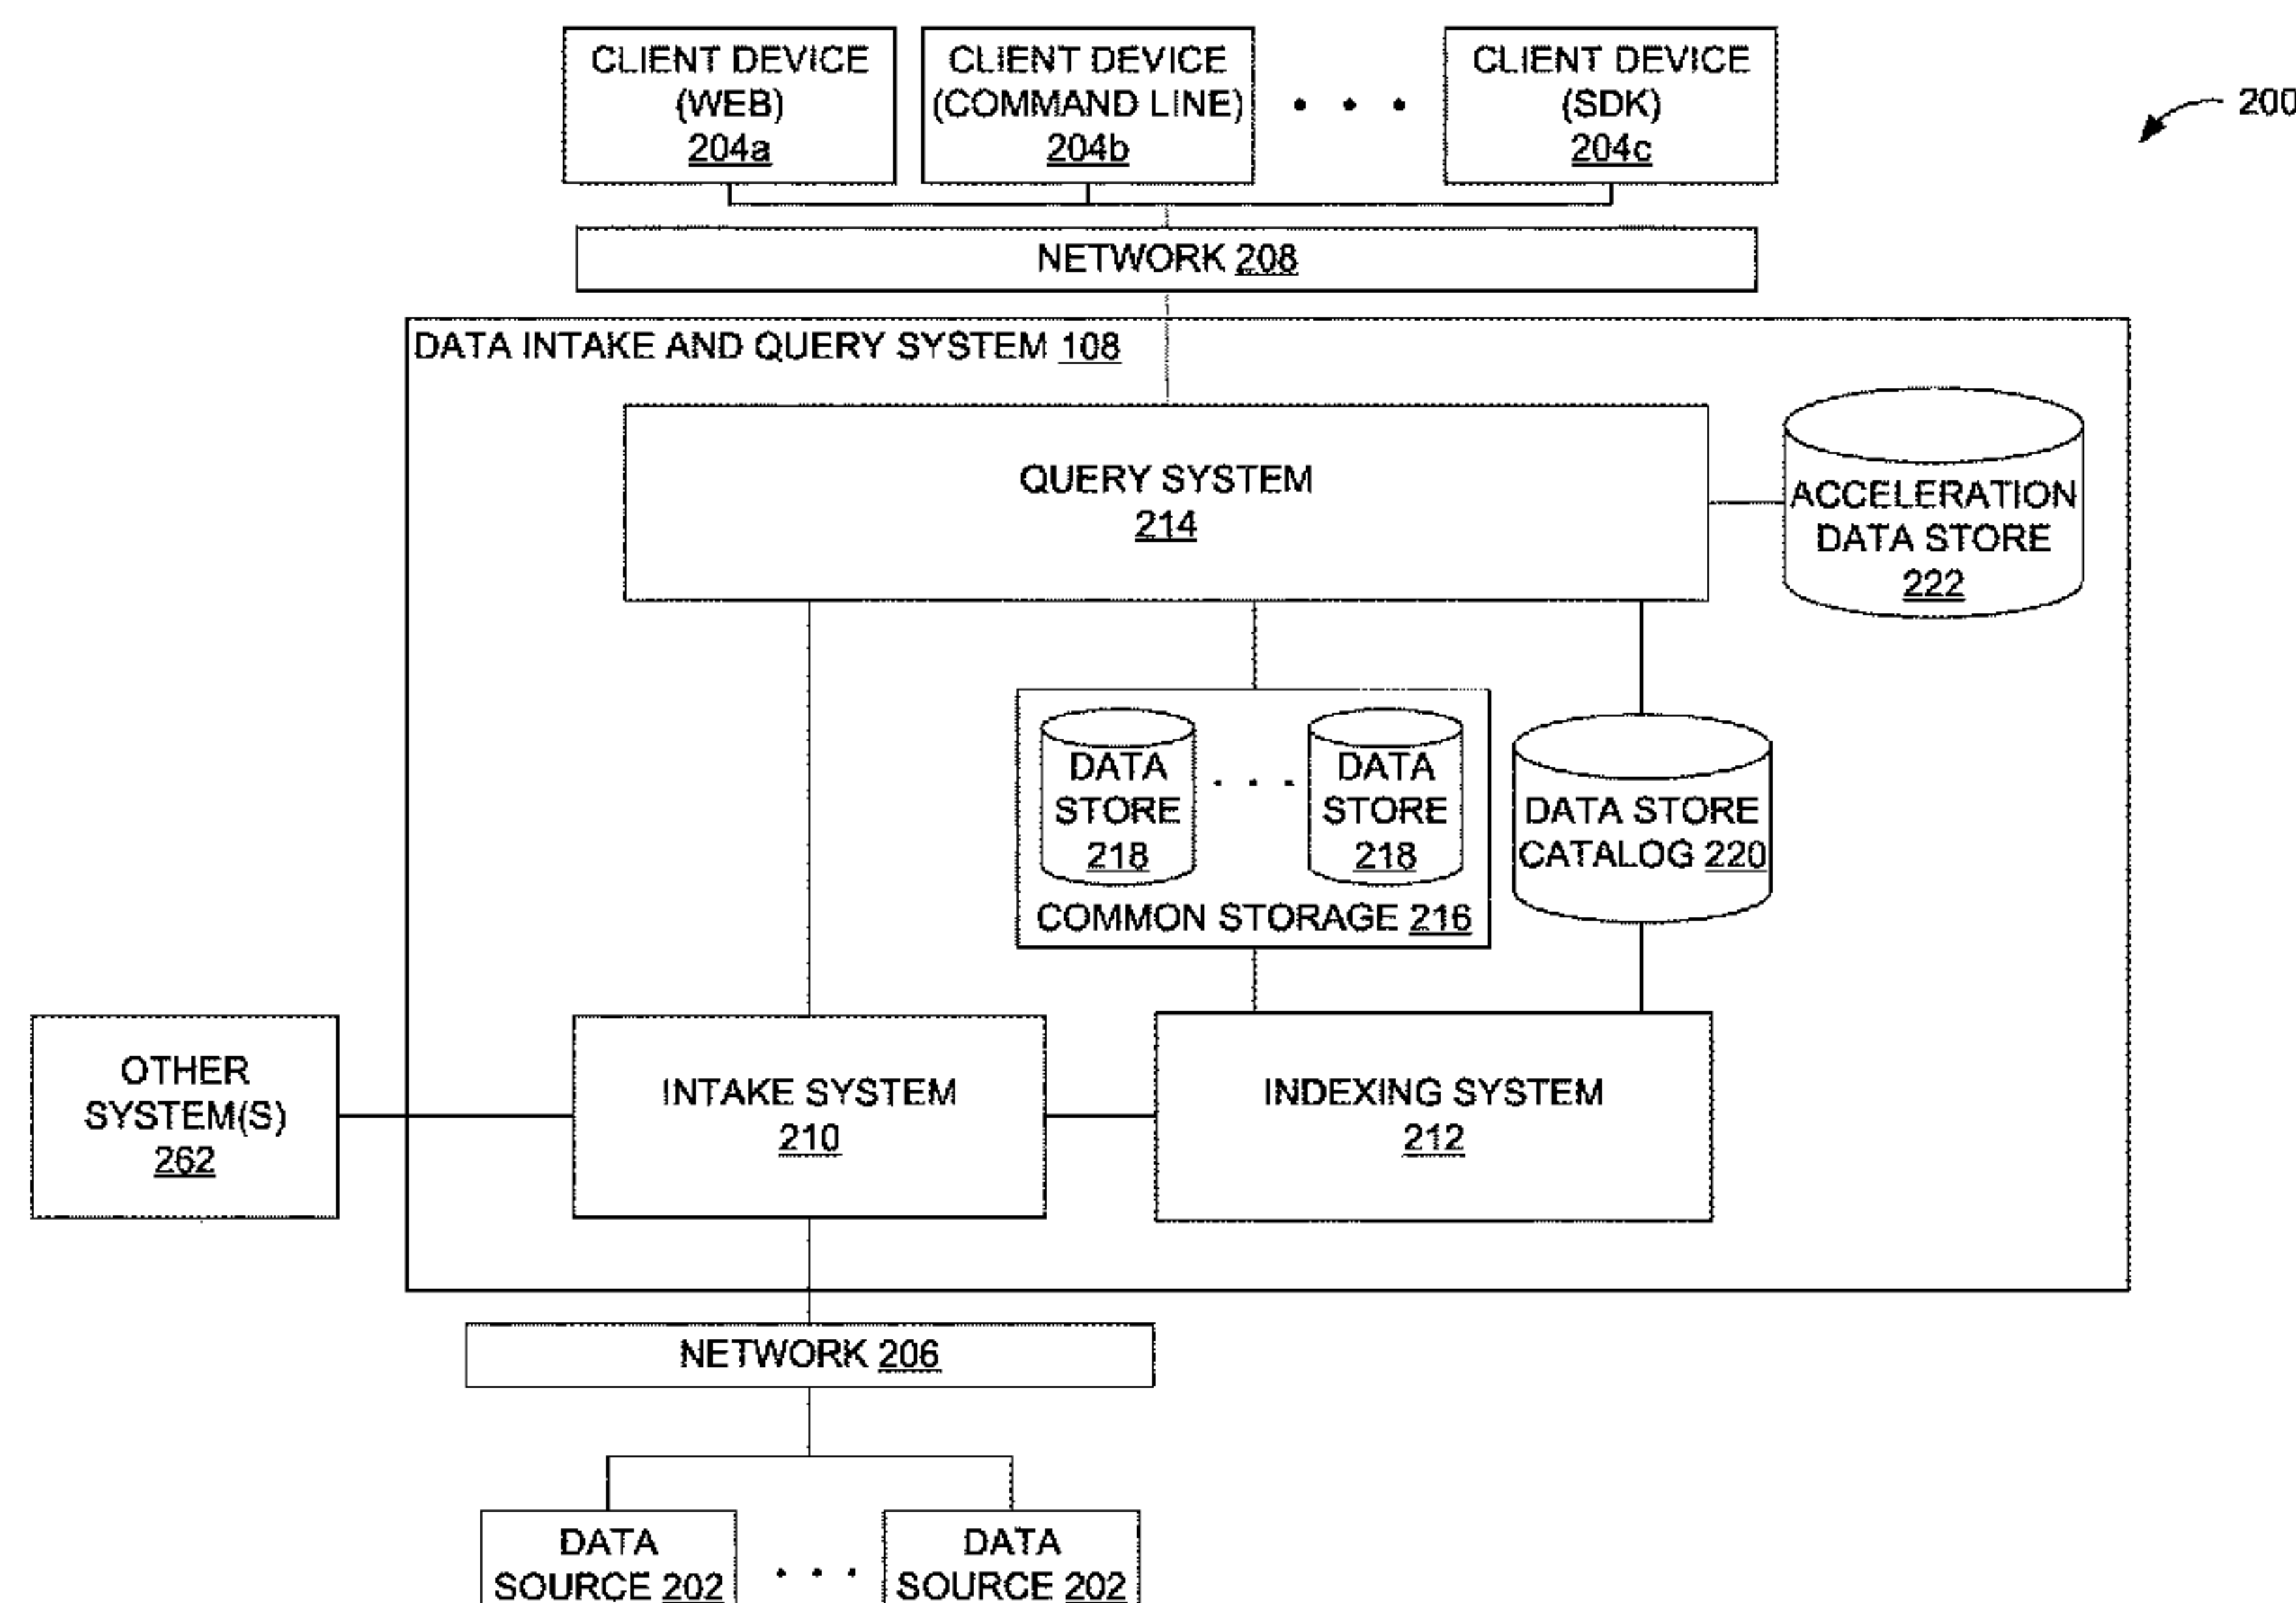 CLIENT DEVICE
(WEB)
204a
CLIENT DEVICE
(COMMAND LINE)
204b
CLIENT DEVICE
(SDK)
204c
200
NETWORK 208
DATA INTAKE AND QUERY SYSTEM 108
QUERY SYSTEM
214
ACCELERATION
DATA STORE
222
DATA
STORE
218
DATA
STORE
218
COMMON STORAGE 216
DATA STORE
CATALOG 220
OTHER
SYSTEM(S)
262
INTAKE SYSTEM
210
INDEXING SYSTEM
212
NETWORK 206
DATA
SOURCE 202
DATA
SOURCE 202